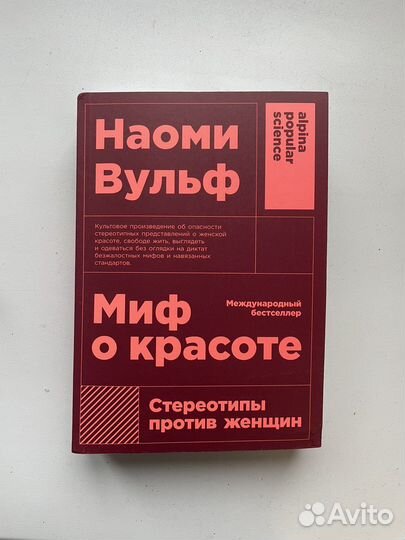 Наоми
Вульф
alpina
popular
science
Культовое произведение об опасности
стереотипных представлений о женской
красоте, свободе жить, выглядеть
и одеваться без оглядки на диктат
безжалостных мифов и навязанных
стандартов.
Международный
бестселлер
Миф
о красоте
Стереотипы
против женщин
Avito